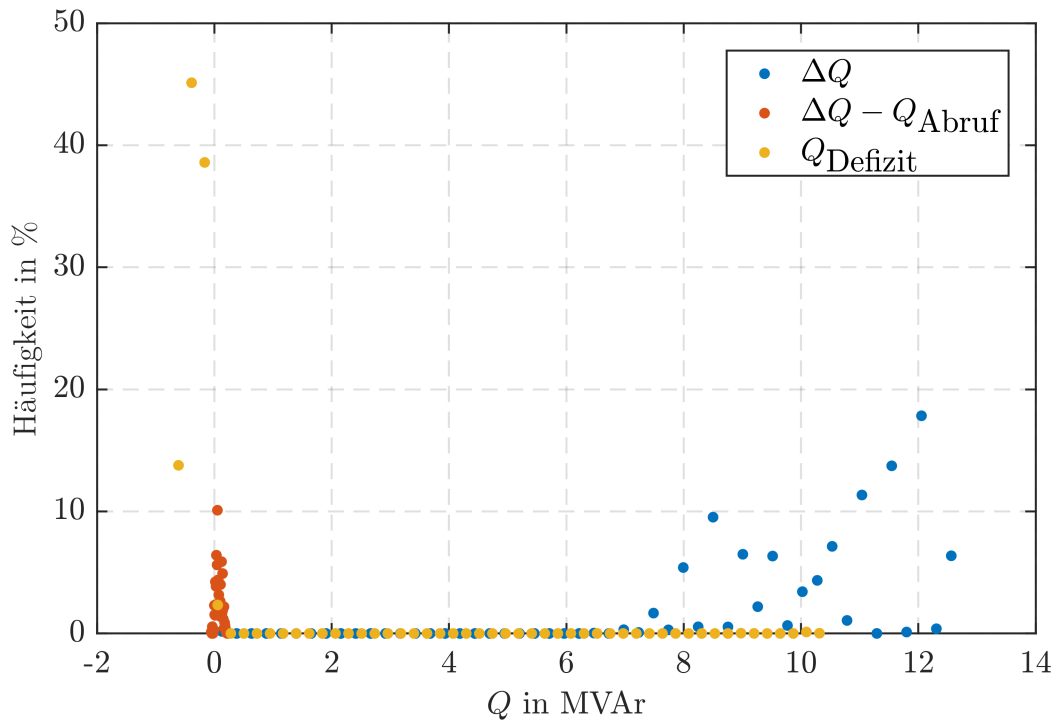 50
40
30
20
10
0
-2 0 2 4 6 8 10 12 14
Häufigkeit in %
Q in MVAr
ΔQ
ΔQ − Q_Abruf
Q_Defizit